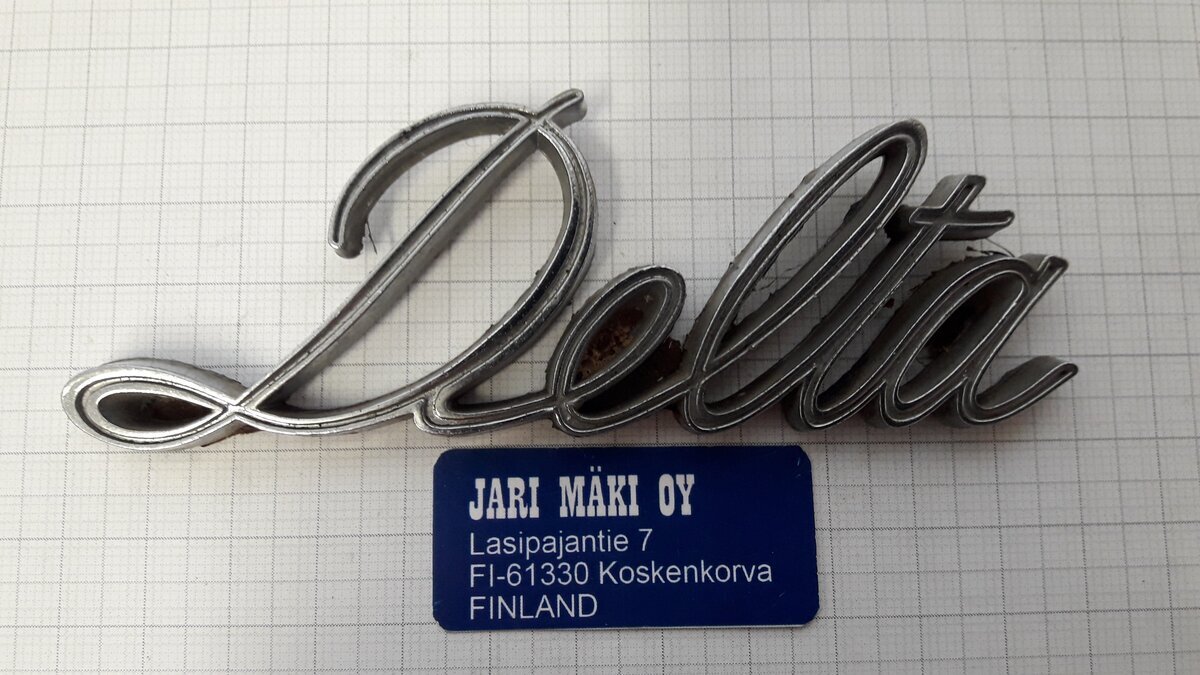 Delta
JARI MÄKI OY
Lasipajantie 7
FI-61330 Koskenkorva
FINLAND